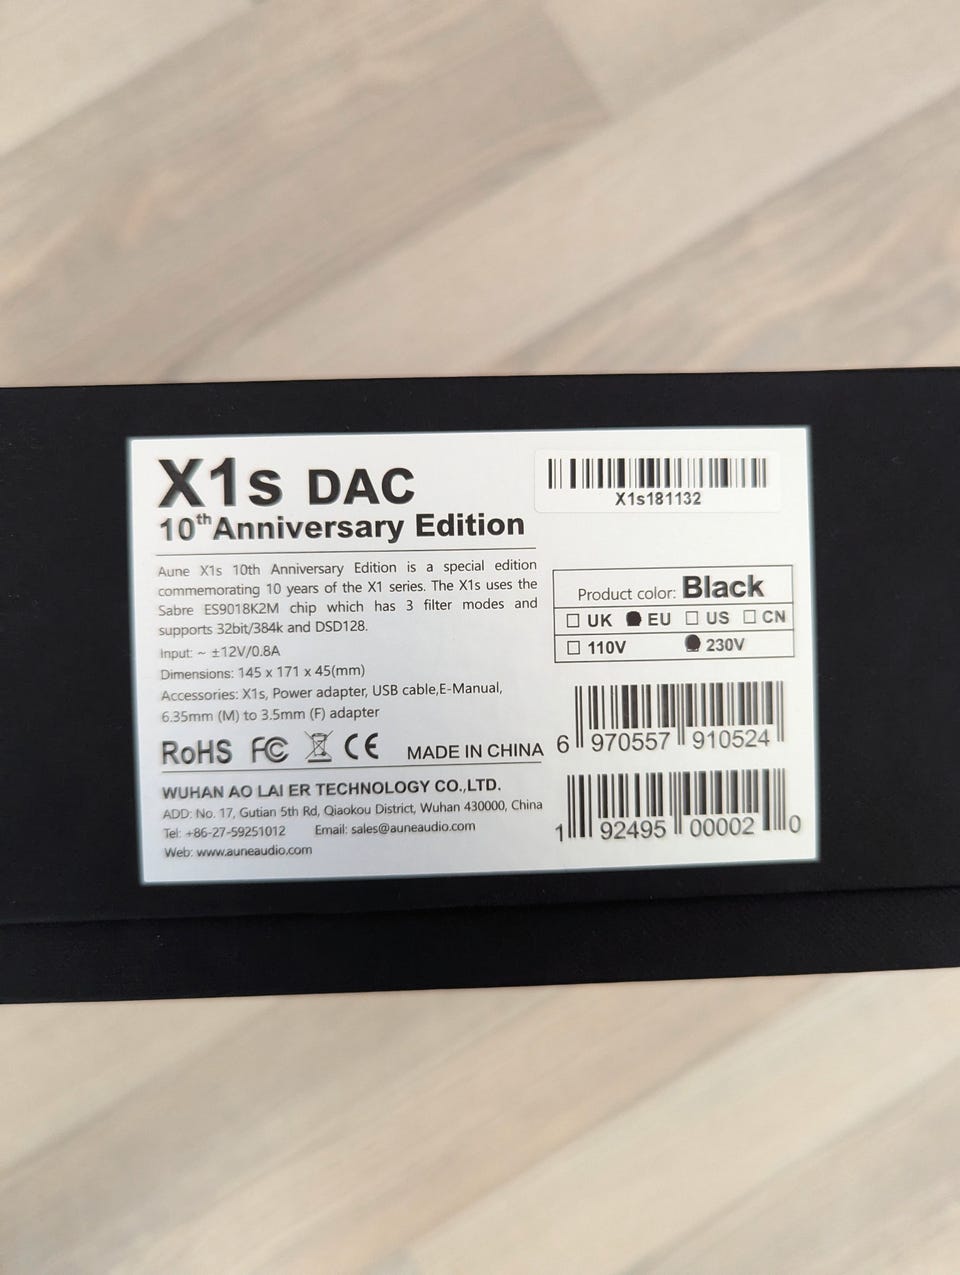 X1s DAC
10th Anniversary Edition
Aune X1s 10th Anniversary Edition is a special edition
commemorating 10 years of the X1 series. The X1s uses the
Sabre ES9018K2M chip which has 3 filter modes and
supports 32bit/384k and DSD128.
Input: ~ ±12V/0.8A
Dimensions: 145 x 171 x 45(mm)
Accessories: X1s, Power adapter, USB cable,E-Manual,
6.35mm (M) to 3.5mm (F) adapter
RoHS FC CE MADE IN CHINA
WUHAN AO LAI ER TECHNOLOGY CO.,LTD.
ADD: No. 17, Gutian 5th Rd, Qiaokou District, Wuhan 430000, China
Tel: +86-27-59251012 Email: sales@auneaudio.com
Web: www.auneaudio.com
X1s181132
Product color: Black
UK EU US CN
110V 230V
6 970557 910524
1 92495 00002 0